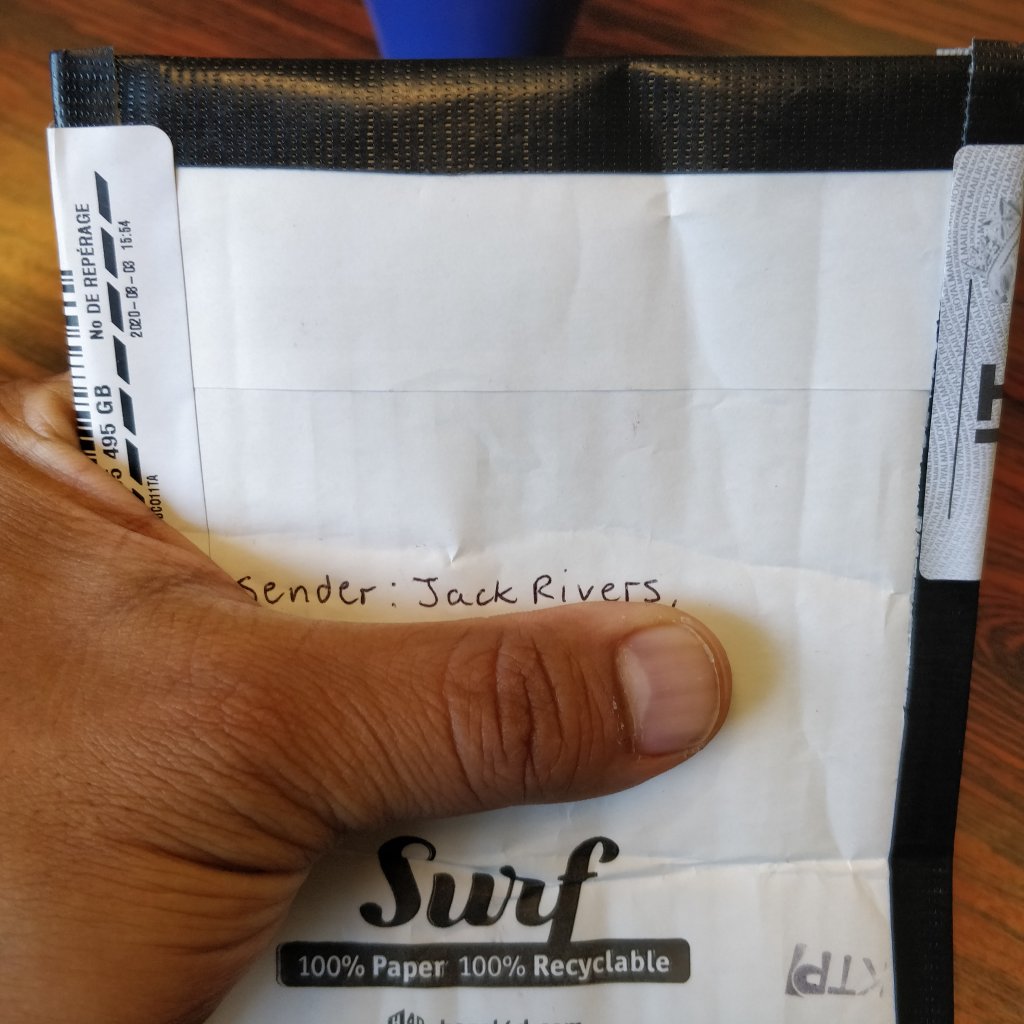 No DE REPÉRAGE
2020-08-03 15:54
495 GB
Sender: Jack Rivers,
Surf
100% Paper 100% Recyclable